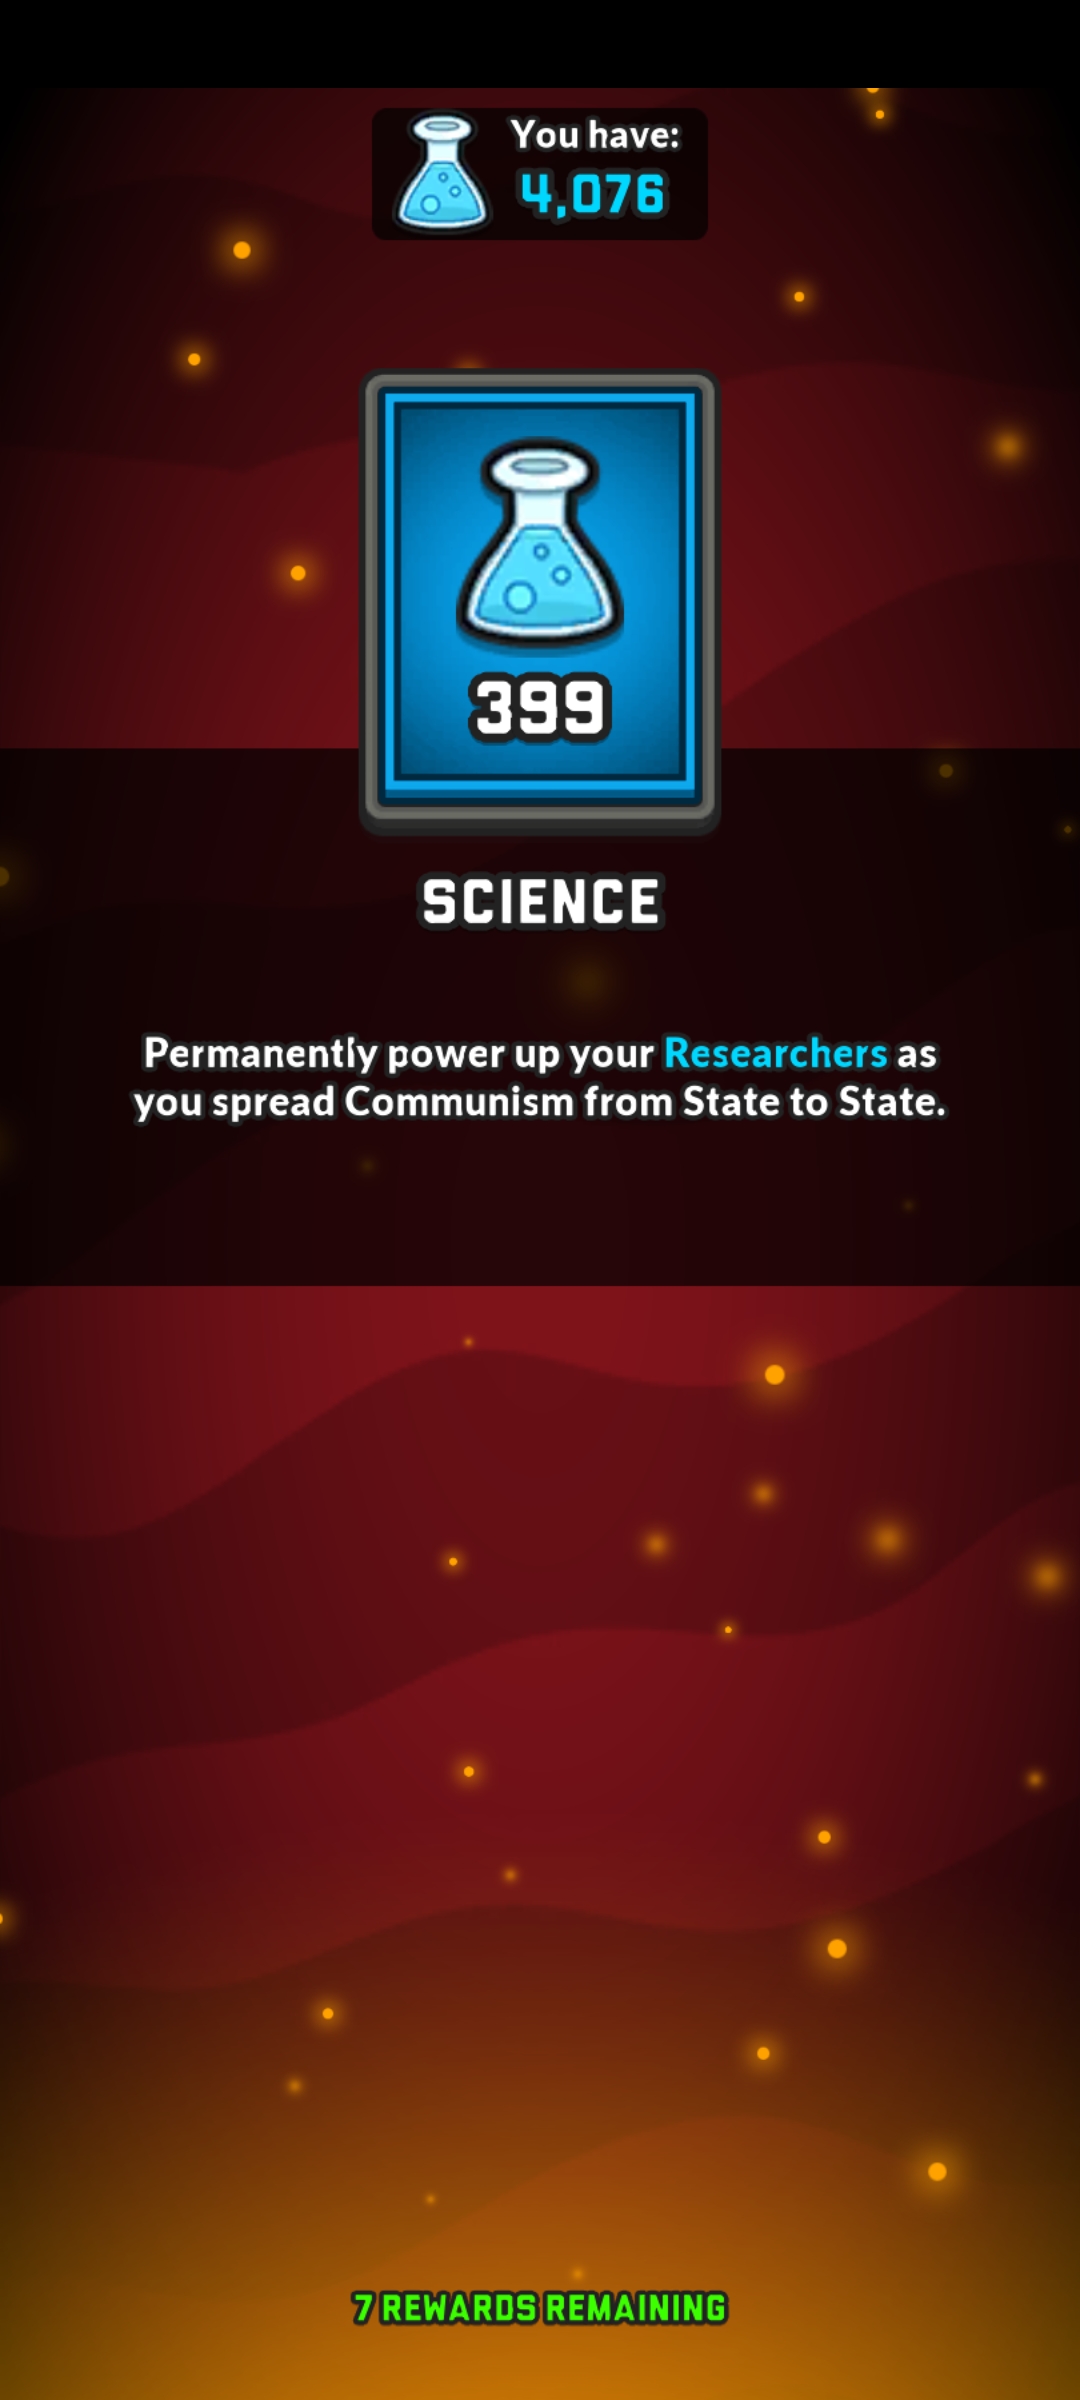 You have:
4,076
399
SCIENCE
Permanently power up your Researchers as
you spread Communism from State to State.
7 REWARDS REMAINING